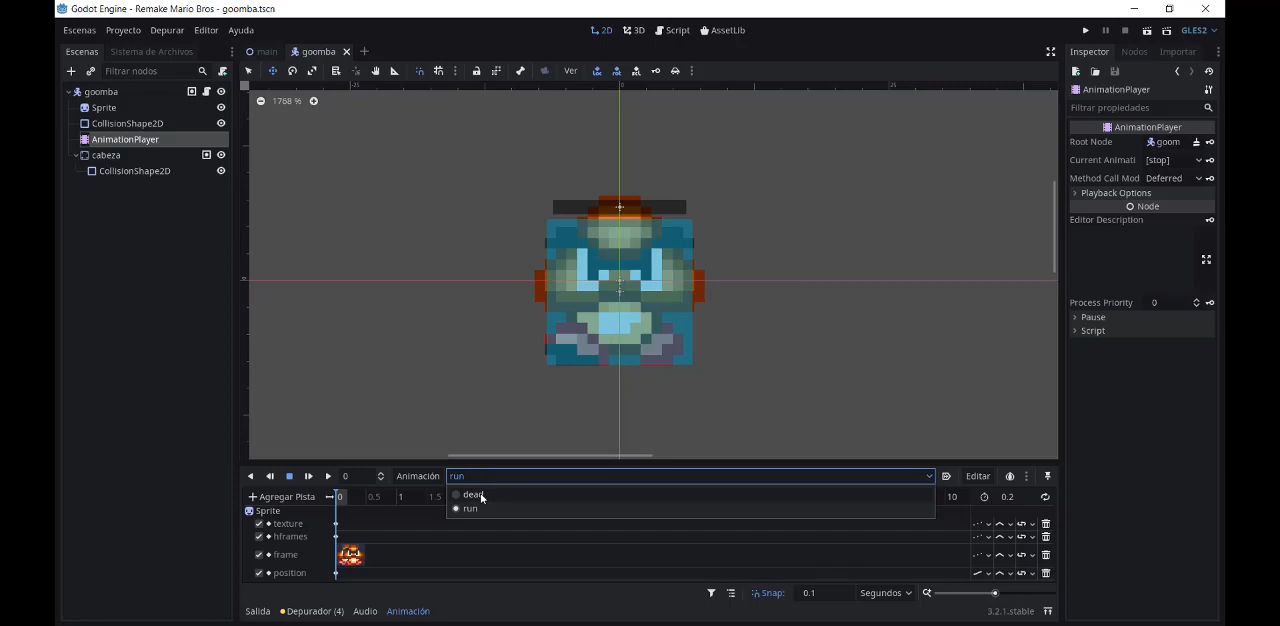 Godot Engine - Remake Mario Bros - goomba.tscn
Escenas Proyecto Depurar Editor Ayuda
2D 3D Script AssetLib
GLES2
Escenas Sistema de Archivos
main goomba
Inspector Nodos Importar
Filtrar nodos
Ver
goomba
Sprite
CollisionShape2D
AnimationPlayer
cabeza
CollisionShape2D
-25 0 25
1768 %
AnimationPlayer
Filtrar propiedades
AnimationPlayer
Root Node goom
Current Animati [stop]
Method Call Mod Deferred
Playback Options
Node
Editor Description
Process Priority 0
Pause
Script
0 Animación run Editar
Agregar Pista 0 0.5 1 1.5 10 0.2
dead
run
Sprite
texture
hframes
frame
position
Snap: 0.1 Segundos
Salida Depurador (4) Audio Animación
3.2.1.stable